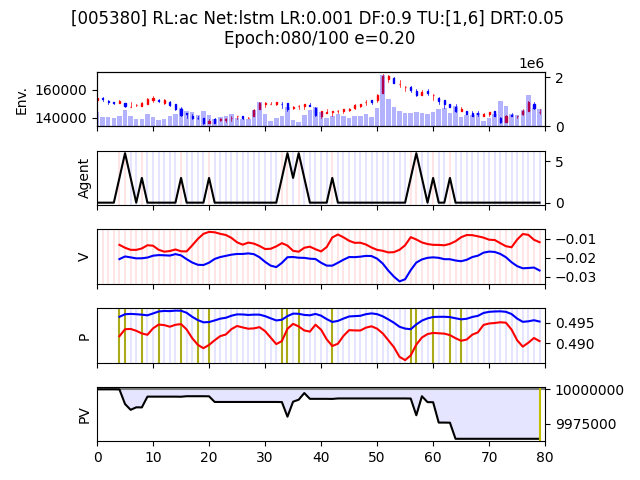 [005380] RL:ac Net:lstm LR:0.001 DF:0.9 TU:[1,6] DRT:0.05
Epoch:080/100 e=0.20
1e6
Env.
160000
140000
2
0
Agent
5
0
V
−0.01
−0.02
−0.03
P
0.495
0.490
PV
10000000
9975000
0 10 20 30 40 50 60 70 80